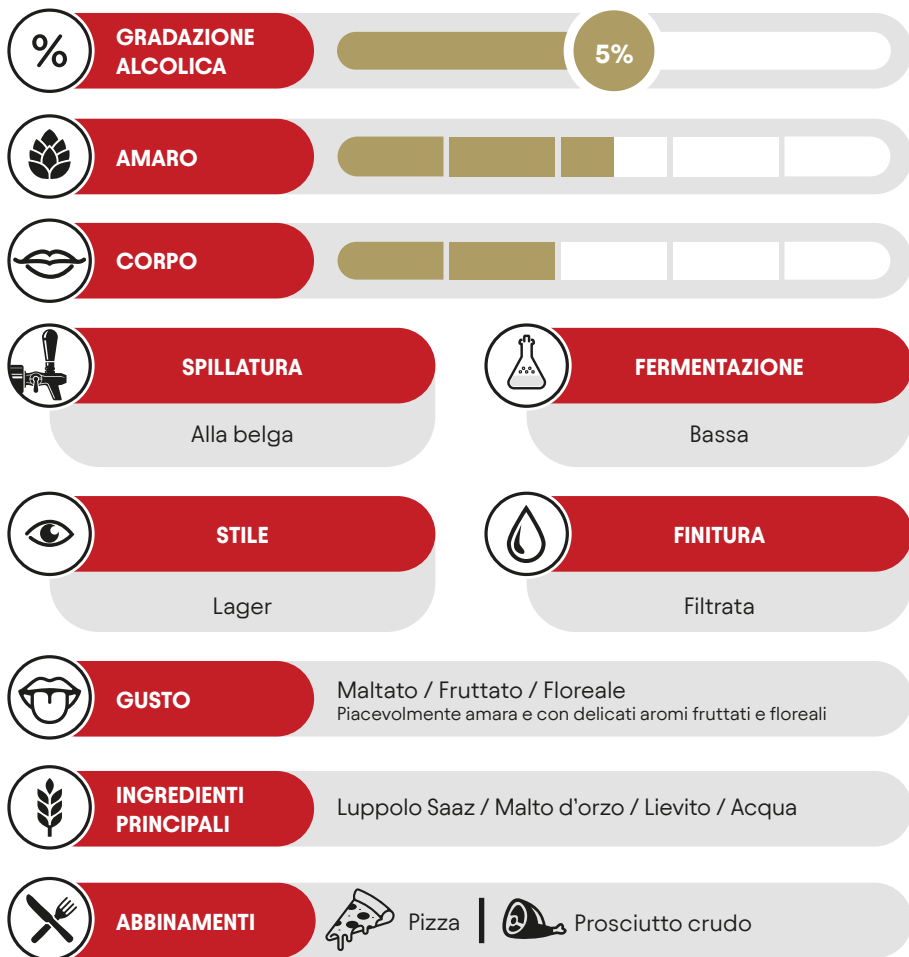 %
GRADAZIONE
ALCOLICA
5%
AMARO
CORPO
SPILLATURA
Alla belga
FERMENTAZIONE
Bassa
STILE
Lager
FINITURA
Filtrata
GUSTO
Maltato / Fruttato / Floreale
Piacevolmente amara e con delicati aromi fruttati e floreali
INGREDIENTI
PRINCIPALI
Luppolo Saaz / Malto d'orzo / Lievito / Acqua
ABBINAMENTI
Pizza
Prosciutto crudo